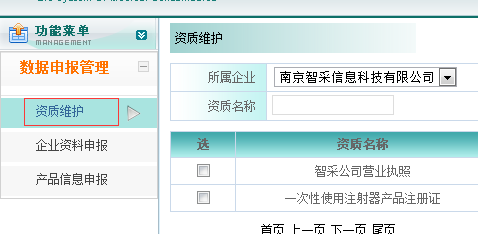 功能菜单
MANAGEMENT
数据申报管理
资质维护
企业资料申报
产品信息申报
资质维护
所属企业 南京智采信息科技有限公司
资质名称
选 资质名称
智采公司营业执照
一次性使用注射器产品注册证
首页 上一页 下一页 尾页